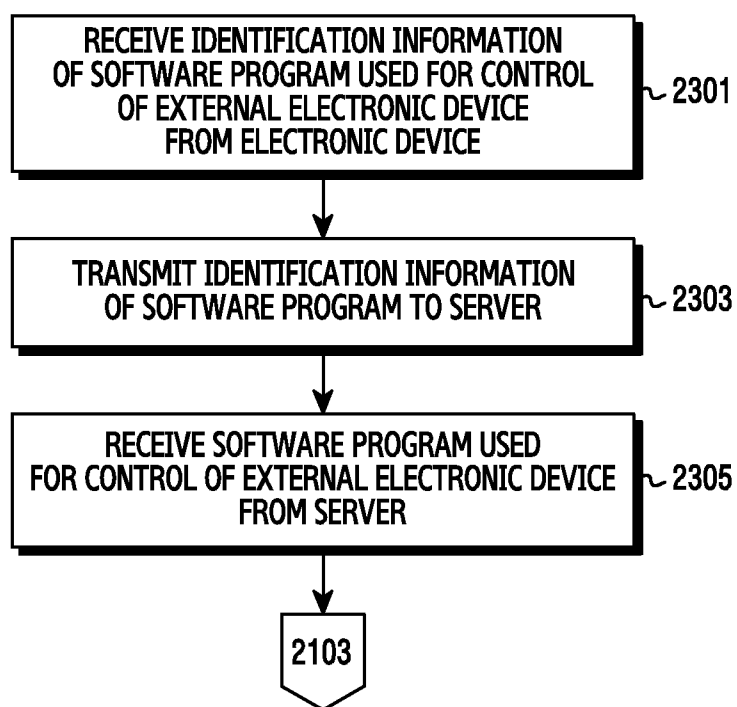 RECEIVE IDENTIFICATION INFORMATION
OF SOFTWARE PROGRAM USED FOR CONTROL
OF EXTERNAL ELECTRONIC DEVICE
FROM ELECTRONIC DEVICE
2301
TRANSMIT IDENTIFICATION INFORMATION
OF SOFTWARE PROGRAM TO SERVER
2303
RECEIVE SOFTWARE PROGRAM USED
FOR CONTROL OF EXTERNAL ELECTRONIC DEVICE
FROM SERVER
2305
2103